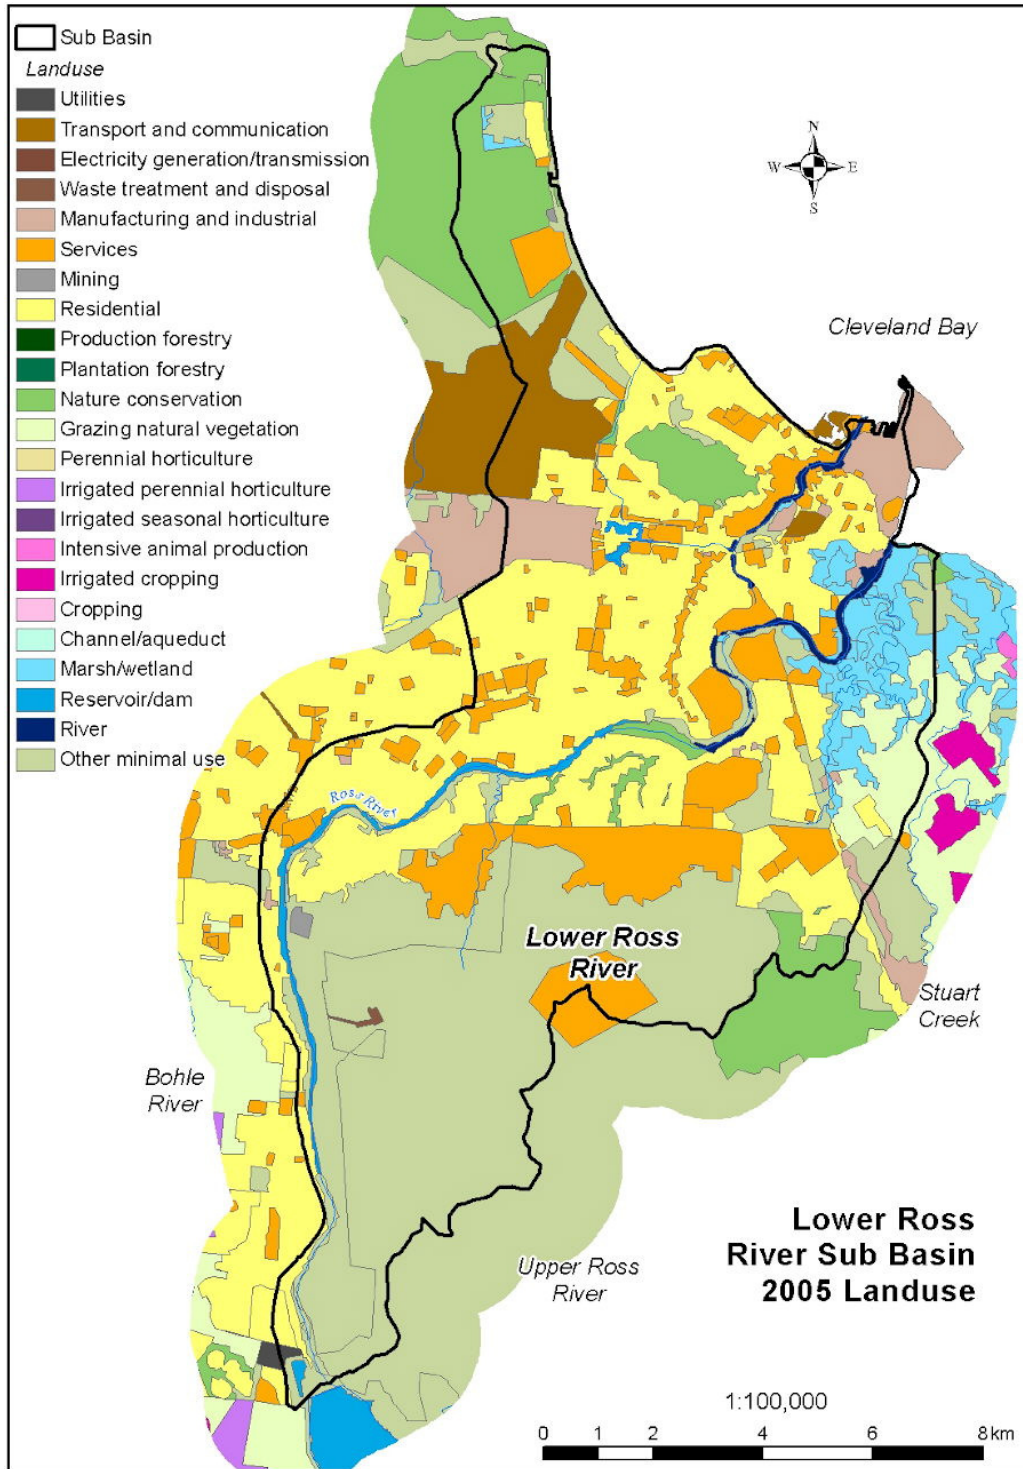 Sub Basin
Landuse
Utilities
Transport and communication
Electricity generation/transmission
Waste treatment and disposal
Manufacturing and industrial
Services
Mining
Residential
Production forestry
Plantation forestry
Nature conservation
Grazing natural vegetation
Perennial horticulture
Irrigated perennial horticulture
Irrigated seasonal horticulture
Intensive animal production
Irrigated cropping
Cropping
Channel/aqueduct
Marsh/wetland
Reservoir/dam
River
Other minimal use
N
W E
S
Cleveland Bay
Ross River
Lower Ross
River
Stuart
Creek
Bohle
River
Upper Ross
River
Lower Ross
River Sub Basin
2005 Landuse
1:100,000
0 1 2 4 6 8 km